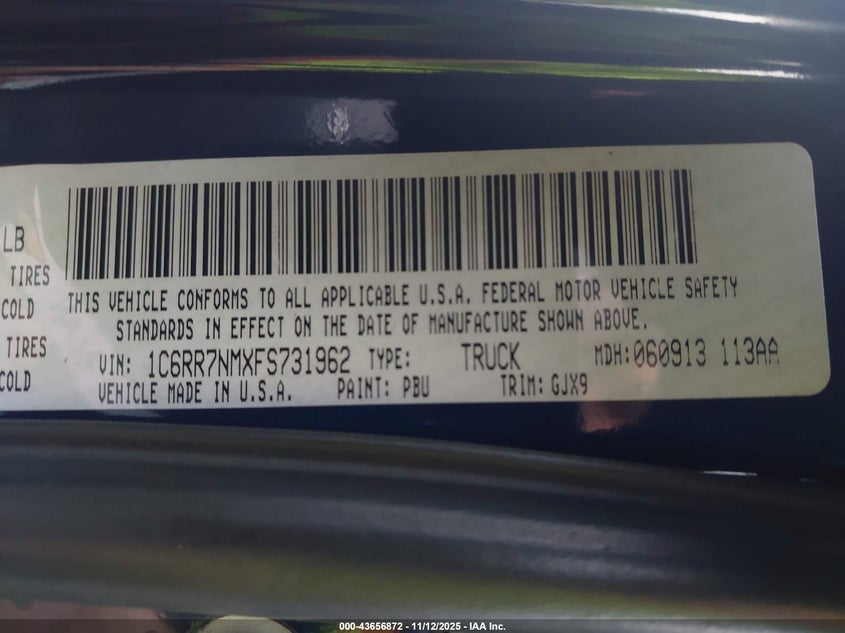 LB
TIRES
COLD
TIRES
COLD
THIS VEHICLE CONFORMS TO ALL APPLICABLE U.S.A. FEDERAL MOTOR VEHICLE SAFETY
STANDARDS IN EFFECT ON THE DATE OF MANUFACTURE SHOWN ABOVE.
VIN: 1C6RR7NMXFS731962 TYPE: TRUCK MDH:060913 113AA
VEHICLE MADE IN U.S.A. PAINT: PBU TRIM: GJX9
000-43656872 - 11/12/2025 - IAA Inc.